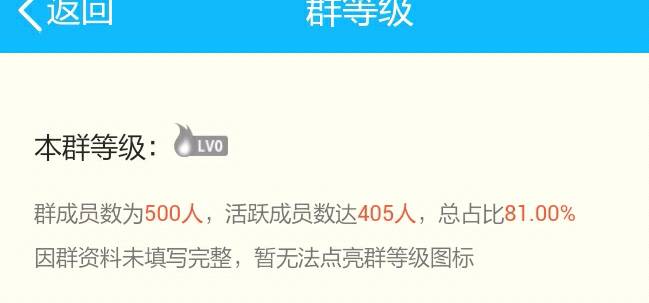 返回 群等级
本群等级： LV0
群成员数为500人，活跃成员数达405人，总占比81.00%
因群资料未填写完整，暂无法点亮群等级图标